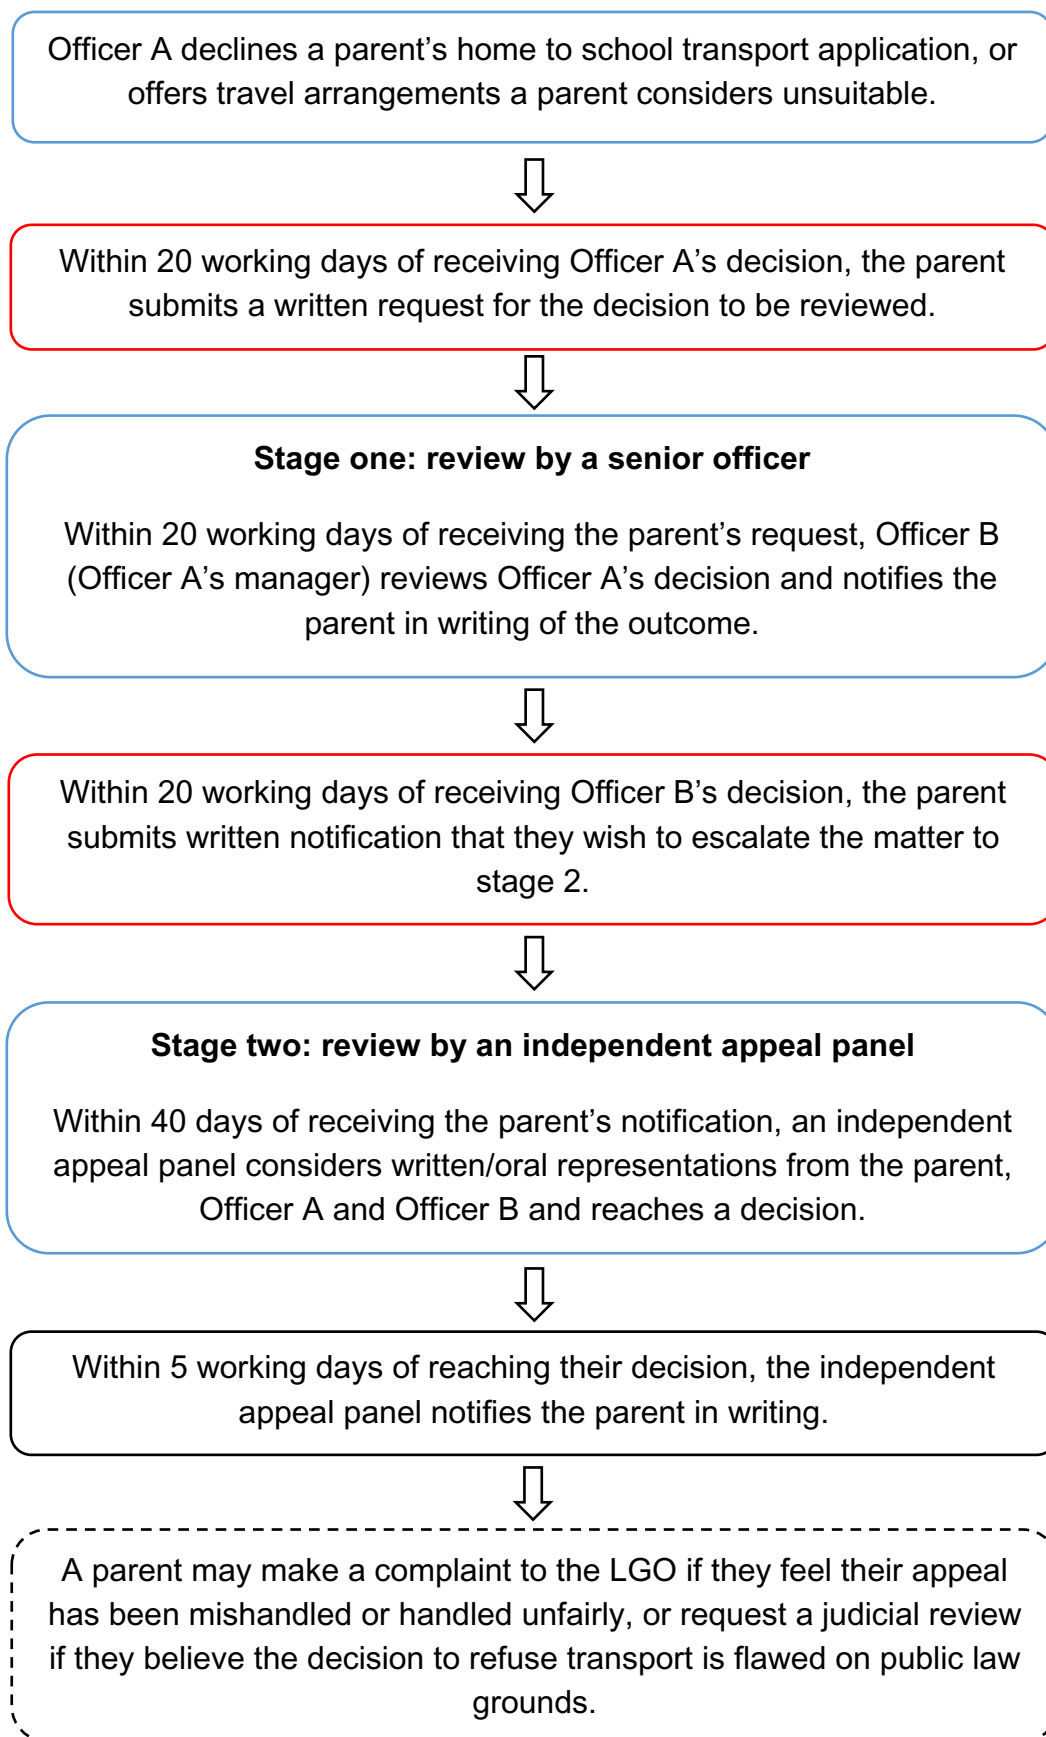 Officer A declines a parent’s home to school transport application, or
offers travel arrangements a parent considers unsuitable.
Within 20 working days of receiving Officer A’s decision, the parent
submits a written request for the decision to be reviewed.
Stage one: review by a senior officer
Within 20 working days of receiving the parent’s request, Officer B
(Officer A’s manager) reviews Officer A’s decision and notifies the
parent in writing of the outcome.
Within 20 working days of receiving Officer B’s decision, the parent
submits written notification that they wish to escalate the matter to
stage 2.
Stage two: review by an independent appeal panel
Within 40 days of receiving the parent’s notification, an independent
appeal panel considers written/oral representations from the parent,
Officer A and Officer B and reaches a decision.
Within 5 working days of reaching their decision, the independent
appeal panel notifies the parent in writing.
A parent may make a complaint to the LGO if they feel their appeal
has been mishandled or handled unfairly, or request a judicial review
if they believe the decision to refuse transport is flawed on public law
grounds.